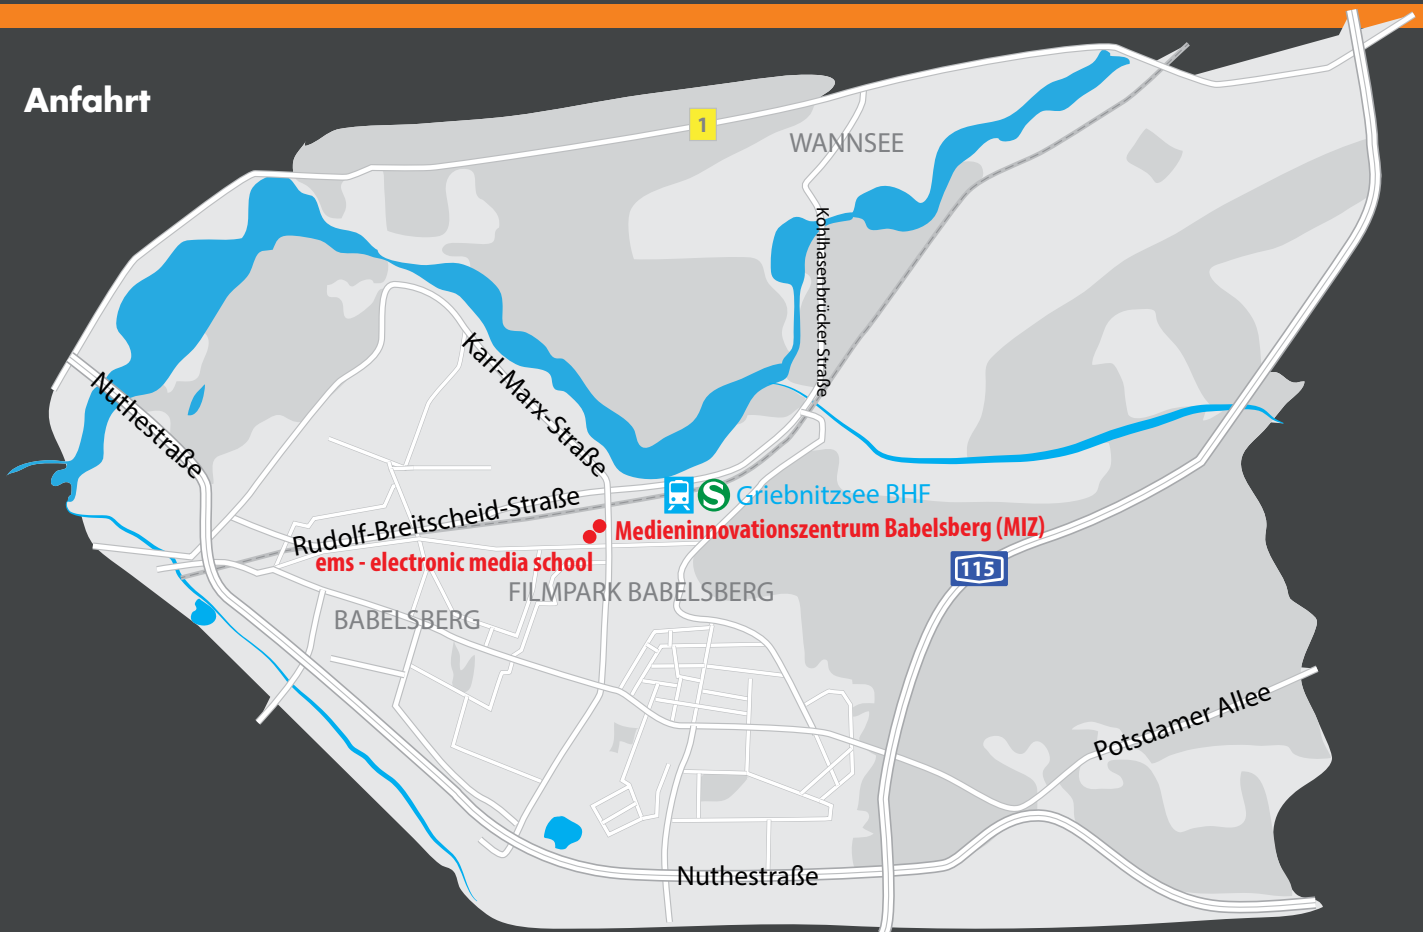 Anfahrt
1
WANNSEE
Kohlhasenbrücker Straße
Karl-Marx-Straße
Nuthestraße
S
Griebnitzsee BHF
Rudolf-Breitscheid-Straße
Medieninnovationszentrum Babelsberg (MIZ)
ems - electronic media school
115
FILMPARK BABELSBERG
BABELSBERG
Potsdamer Allee
Nuthestraße